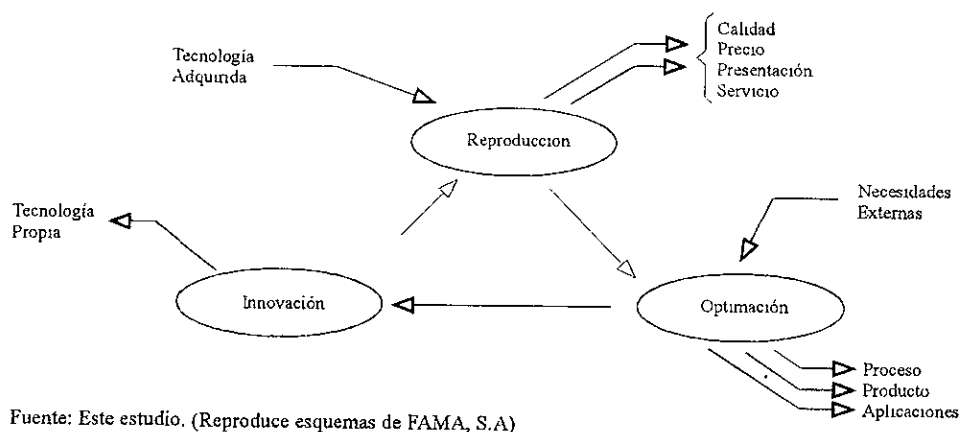 Calidad
Precio
Presentación
Servicio
Tecnología
Adquirida
Reproduccion
Necesidades
Externas
Tecnología
Propia
Innovación
Optimación
Proceso
Producto
Aplicaciones
Fuente: Este estudio. (Reproduce esquemas de FAMA, S.A)